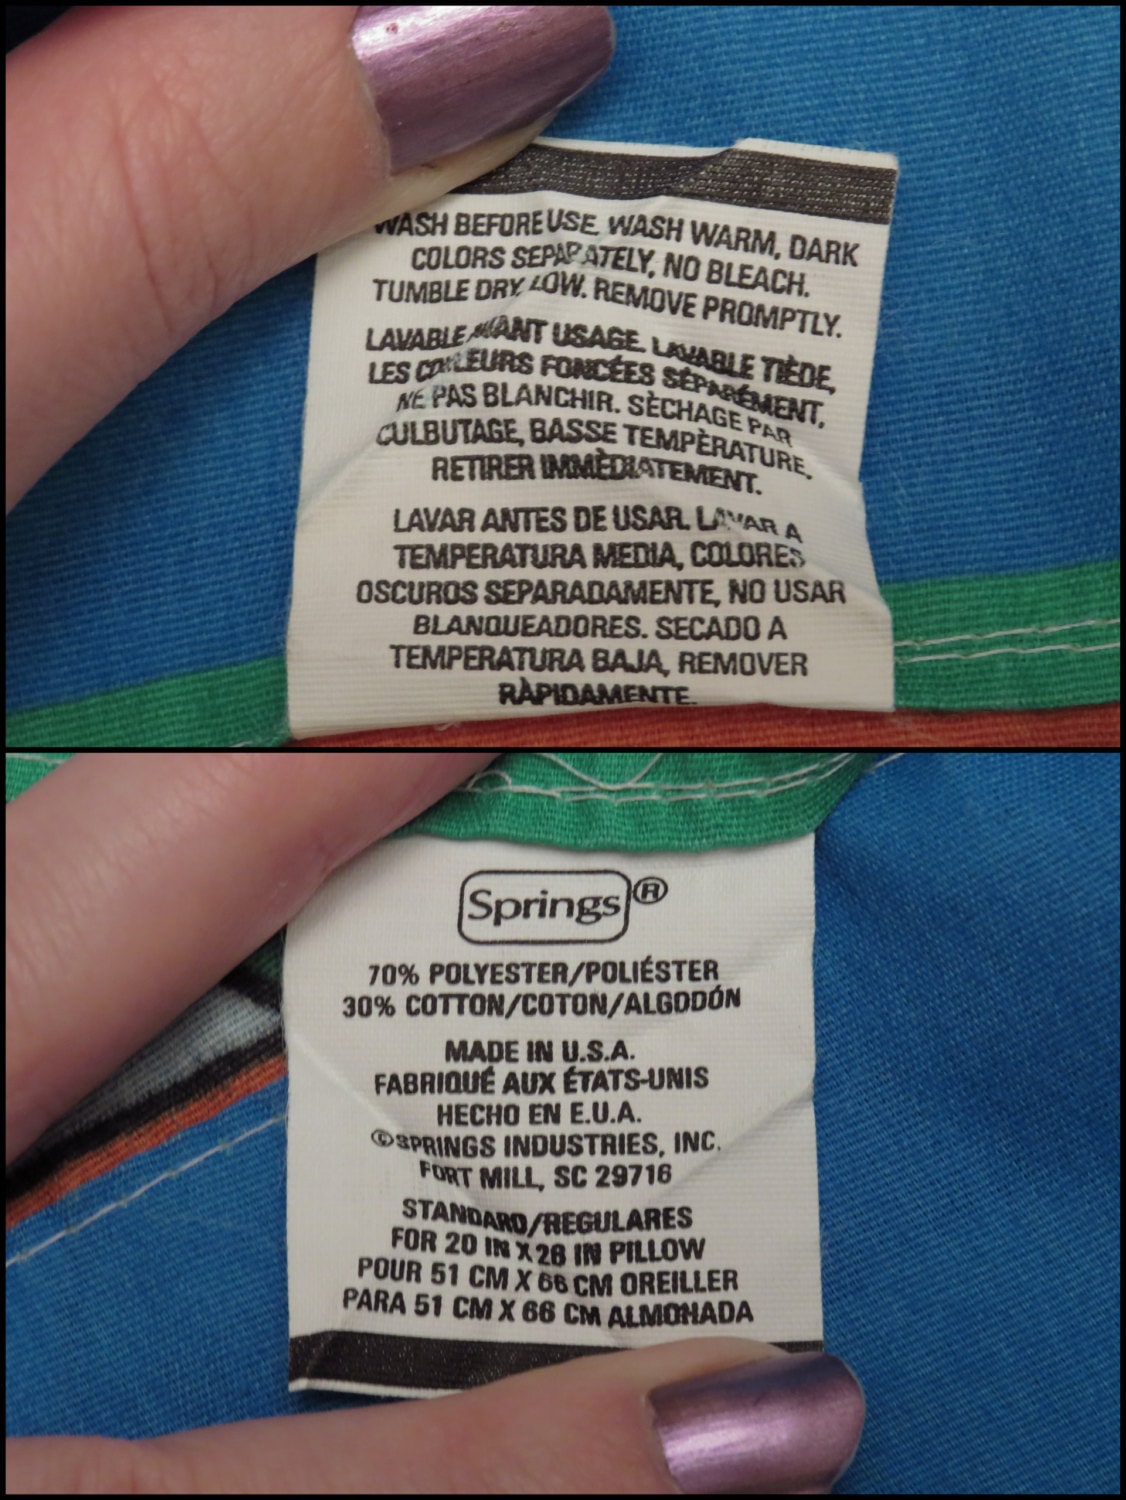 WASH BEFORE USE. WASH WARM, DARK
COLORS SEPARATELY, NO BLEACH.
TUMBLE DRY LOW. REMOVE PROMPTLY.
LAVABLE AVANT USAGE. LAVABLE TIÈDE,
LES COULEURS FONCÉES SÉPARÉMENT,
NE PAS BLANCHIR. SÈCHAGE PAR
CULBUTAGE, BASSE TEMPÈRATURE.
RETIRER IMMÈDIATEMENT.
LAVAR ANTES DE USAR. LAVAR A
TEMPERATURA MEDIA, COLORES
OSCUROS SEPARADAMENTE, NO USAR
BLANQUEADORES. SECADO A
TEMPERATURA BAJA, REMOVER
RÀPIDAMENTE.
Springs®
70% POLYESTER/POLIÉSTER
30% COTTON/COTON/ALGODÓN
MADE IN U.S.A.
FABRIQUÉ AUX ÉTATS-UNIS
HECHO EN E.U.A.
©SPRINGS INDUSTRIES, INC.
FORT MILL, SC 29716
STANDARD/REGULARES
FOR 20 IN X 26 IN PILLOW
POUR 51 CM X 66 CM OREILLER
PARA 51 CM X 66 CM ALMOHADA